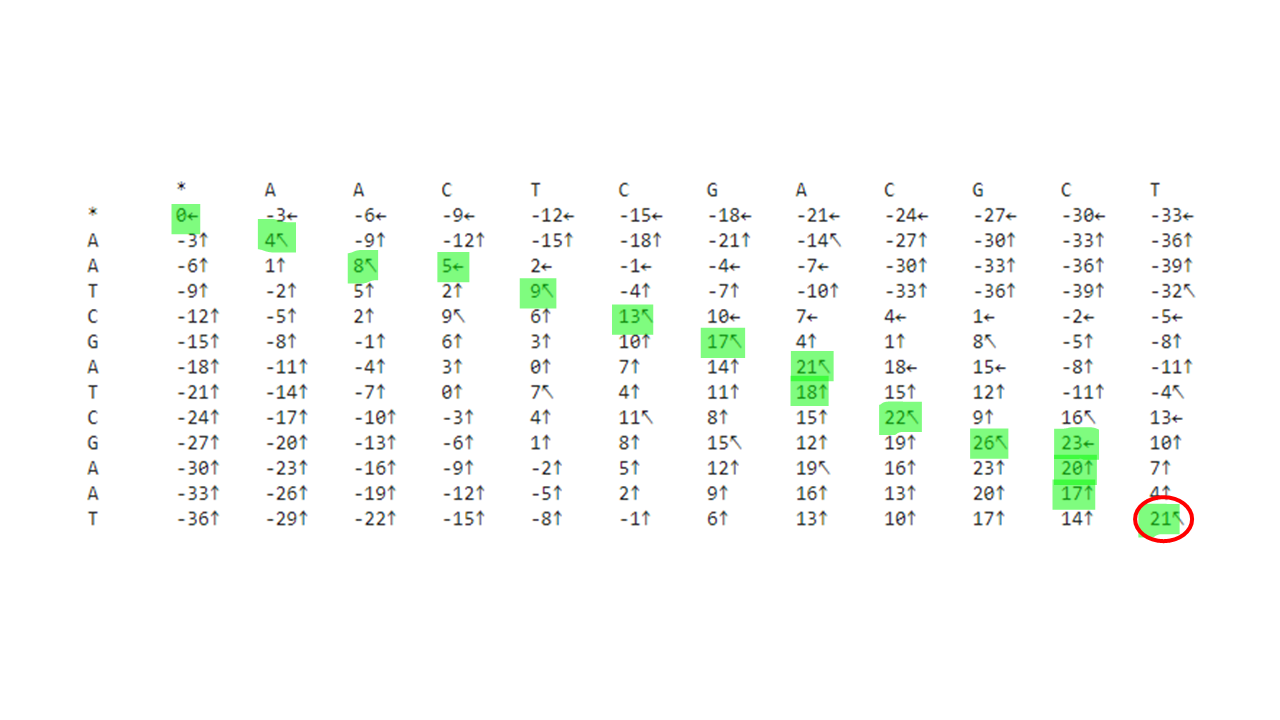 * A A C T C G A C G C T
* 0← -3← -6← -9← -12← -15← -18← -21← -24← -27← -30← -33←
A -3↑ 4↖ -9↑ -12↑ -15↑ -18↑ -21↑ -14↖ -27↑ -30↑ -33↑ -36↑
A -6↑ 1↑ 8↖ 5← 2← -1← -4← -7← -30↑ -33↑ -36↑ -39↑
T -9↑ -2↑ 5↑ 2↑ 9↖ -4↑ -7↑ -10↑ -33↑ -36↑ -39↑ -32↖
C -12↑ -5↑ 2↑ 9↖ 6↑ 13↖ 10← 7← 4← 1← -2← -5←
G -15↑ -8↑ -1↑ 6↑ 3↑ 10↑ 17↖ 4↑ 1↑ 8↖ -5↑ -8↑
A -18↑ -11↑ -4↑ 3↑ 0↑ 7↑ 14↑ 21↖ 18← 15← -8↑ -11↑
T -21↑ -14↑ -7↑ 0↑ 7↖ 4↑ 11↑ 18↑ 15↑ 12↑ -11↑ -4↖
C -24↑ -17↑ -10↑ -3↑ 4↑ 11↖ 8↑ 15↑ 22↖ 9↑ 16↖ 13←
G -27↑ -20↑ -13↑ -6↑ 1↑ 8↑ 15↖ 12↑ 19↑ 26↖ 23← 10↑
A -30↑ -23↑ -16↑ -9↑ -2↑ 5↑ 12↑ 19↖ 16↑ 23↑ 20↑ 7↑
A -33↑ -26↑ -19↑ -12↑ -5↑ 2↑ 9↑ 16↑ 13↑ 20↑ 17↑ 4↑
T -36↑ -29↑ -22↑ -15↑ -8↑ -1↑ 6↑ 13↑ 10↑ 17↑ 14↑ 21↖